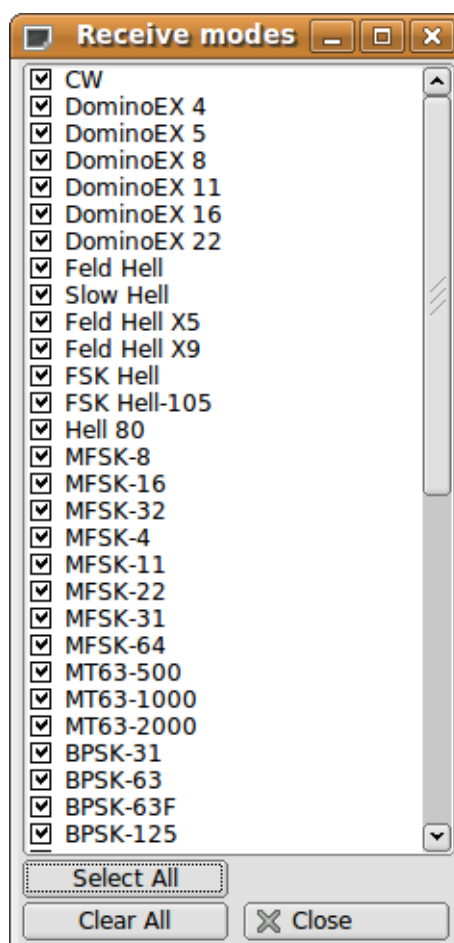 Receive modes
CW
DominoEX 4
DominoEX 5
DominoEX 8
DominoEX 11
DominoEX 16
DominoEX 22
Feld Hell
Slow Hell
Feld Hell X5
Feld Hell X9
FSK Hell
FSK Hell-105
Hell 80
MFSK-8
MFSK-16
MFSK-32
MFSK-4
MFSK-11
MFSK-22
MFSK-31
MFSK-64
MT63-500
MT63-1000
MT63-2000
BPSK-31
BPSK-63
BPSK-63F
BPSK-125
Select All
Clear All Close